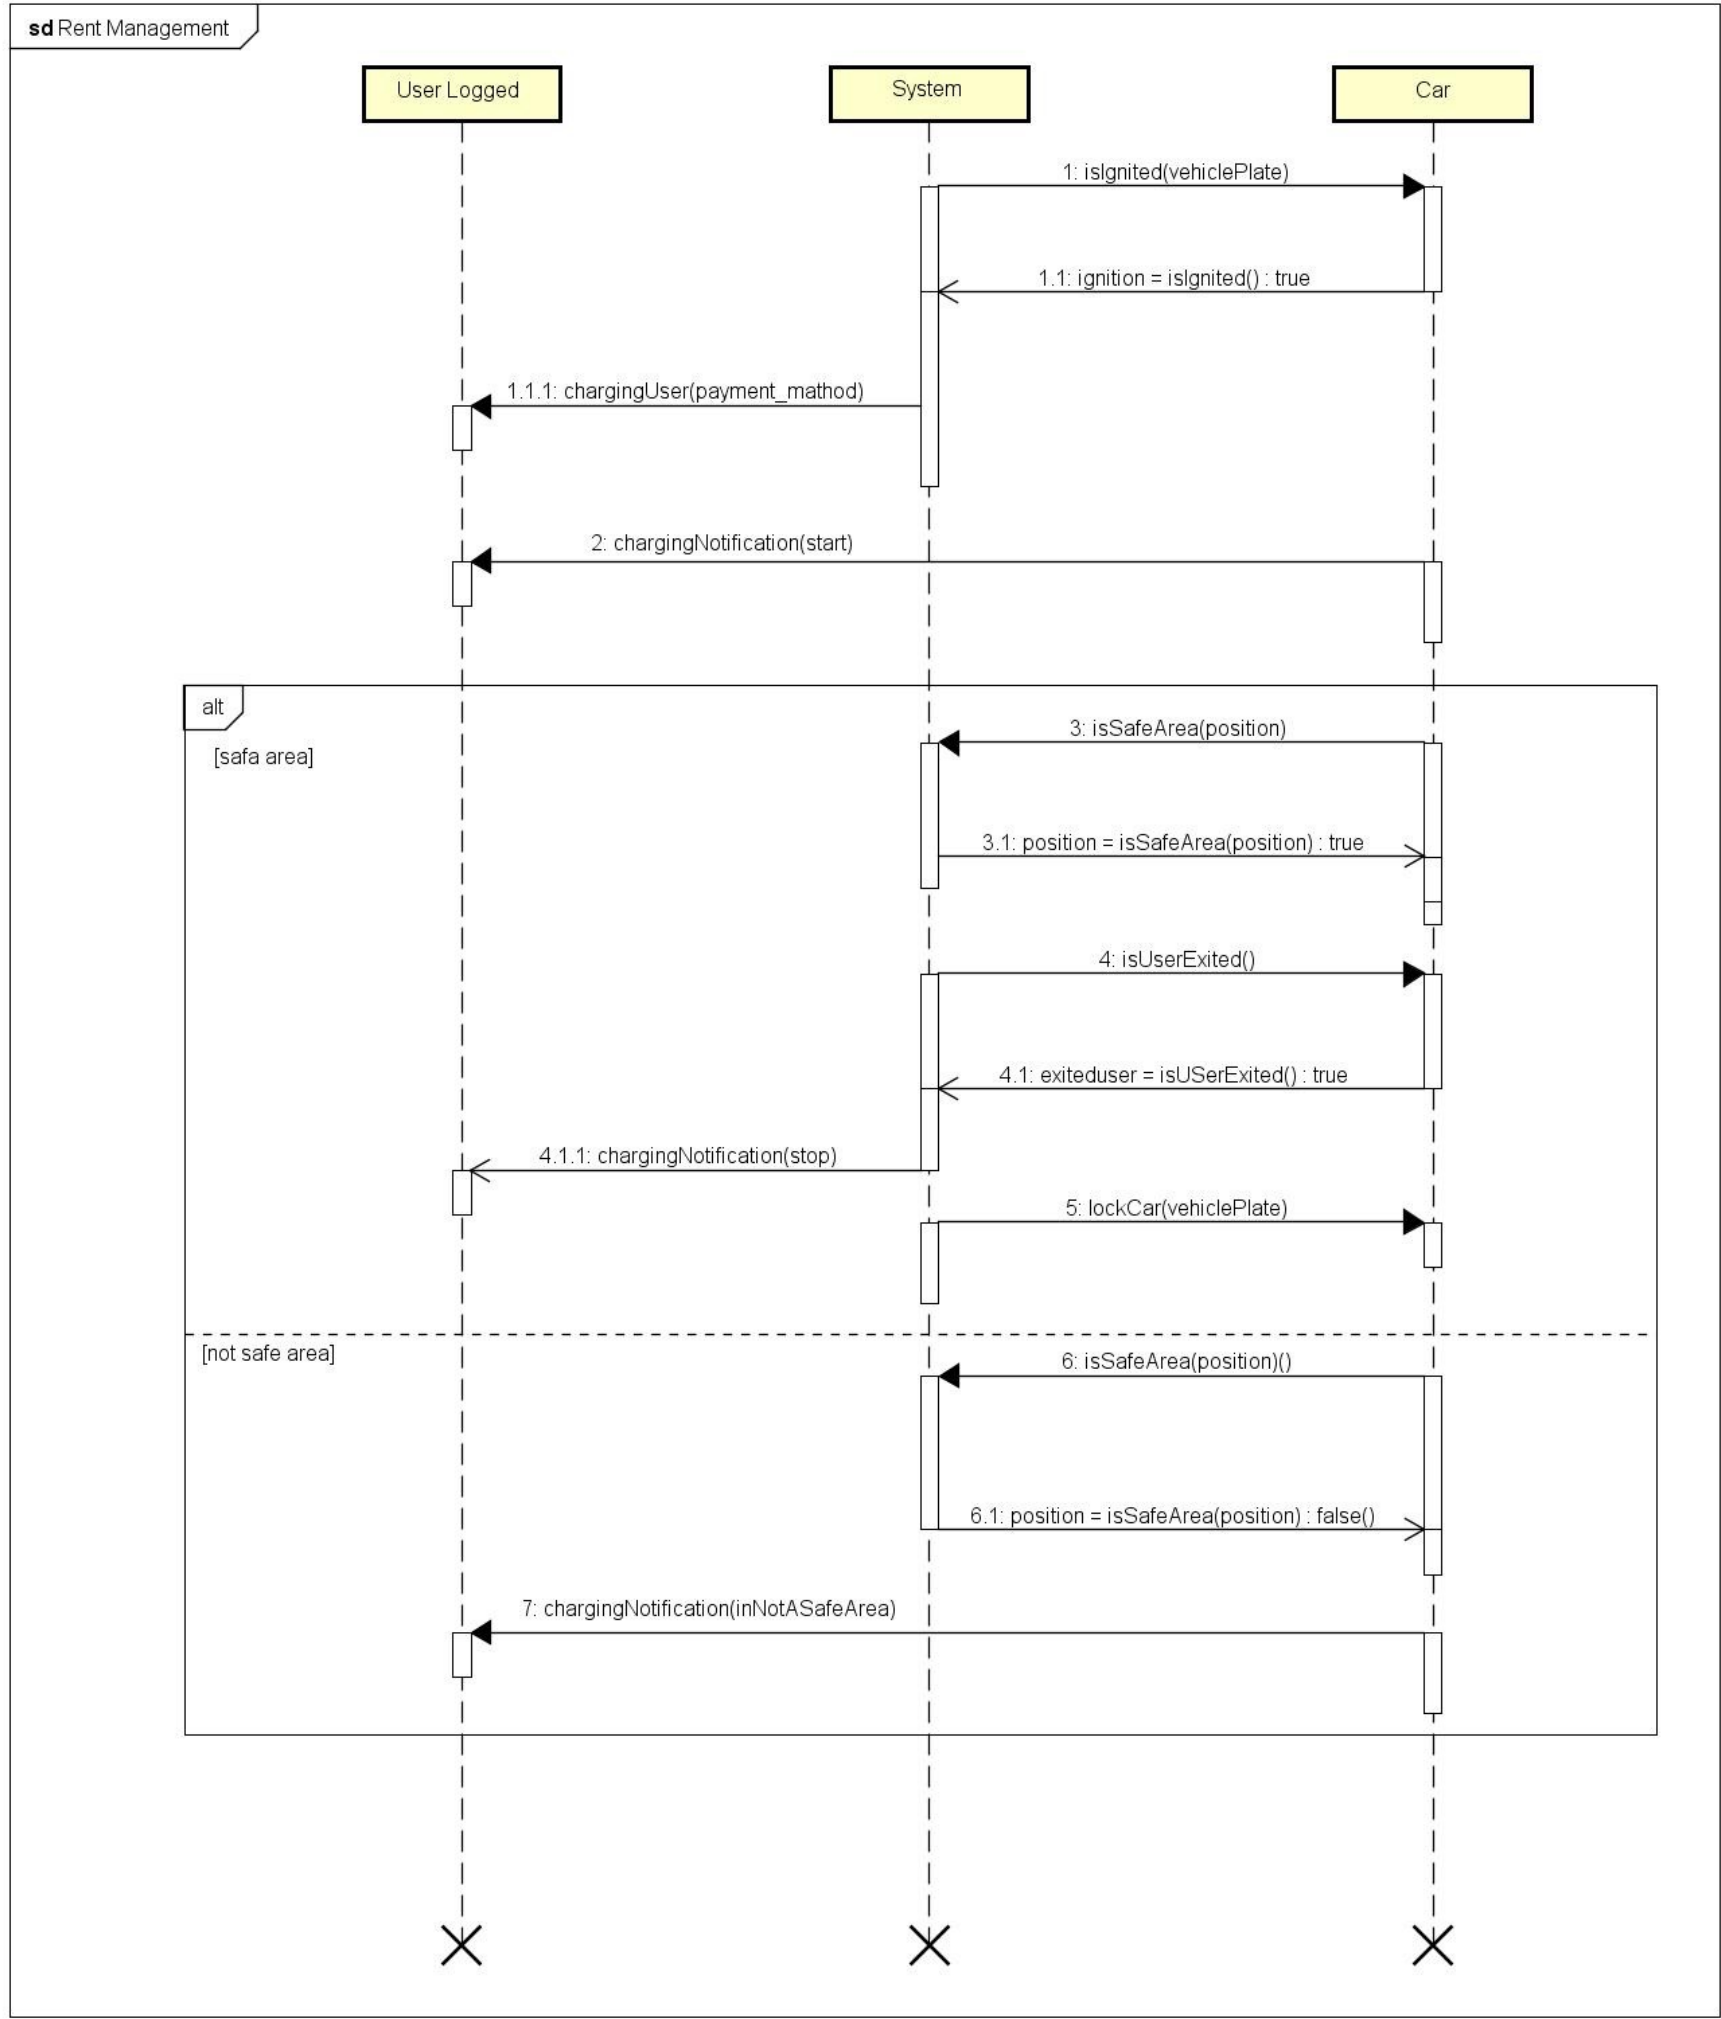 sd Rent Management
User Logged
System
Car
1: isIgnited(vehiclePlate)
1.1: ignition = isIgnited() : true
1.1.1: chargingUser(payment_mathod)
2: chargingNotification(start)
alt
3: isSafeArea(position)
[safa area]
3.1: position = isSafeArea(position) : true
4: isUserExited()
4.1: exiteduser = isUSerExited() : true
4.1.1: chargingNotification(stop)
5: lockCar(vehiclePlate)
[not safe area]
6: isSafeArea(position)()
6.1: position = isSafeArea(position) : false()
7: chargingNotification(inNotASafeArea)